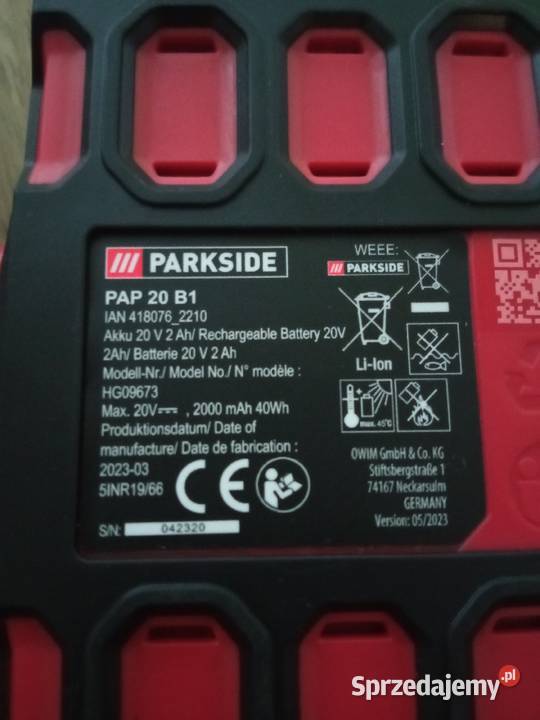 PARKSIDE
PAP 20 B1
IAN 418076_2210
Akku 20 V 2 Ah/ Rechargeable Battery 20V
2Ah/ Batterie 20 V 2 Ah
Modell-Nr./ Model No./ N° modèle :
HG09673
Max. 20V⎓ , 2000 mAh 40Wh
Produktionsdatum/ Date of
manufacture/ Date de fabrication :
2023-03
5INR19/66
CE
S/N: 042320
WEEE:
PARKSIDE
Li-Ion
max. 45°C
OWIM GmbH & Co. KG
Stiftsbergstraße 1
74167 Neckarsulm
GERMANY
Version: 05/2023
Sprzedajemy.pl